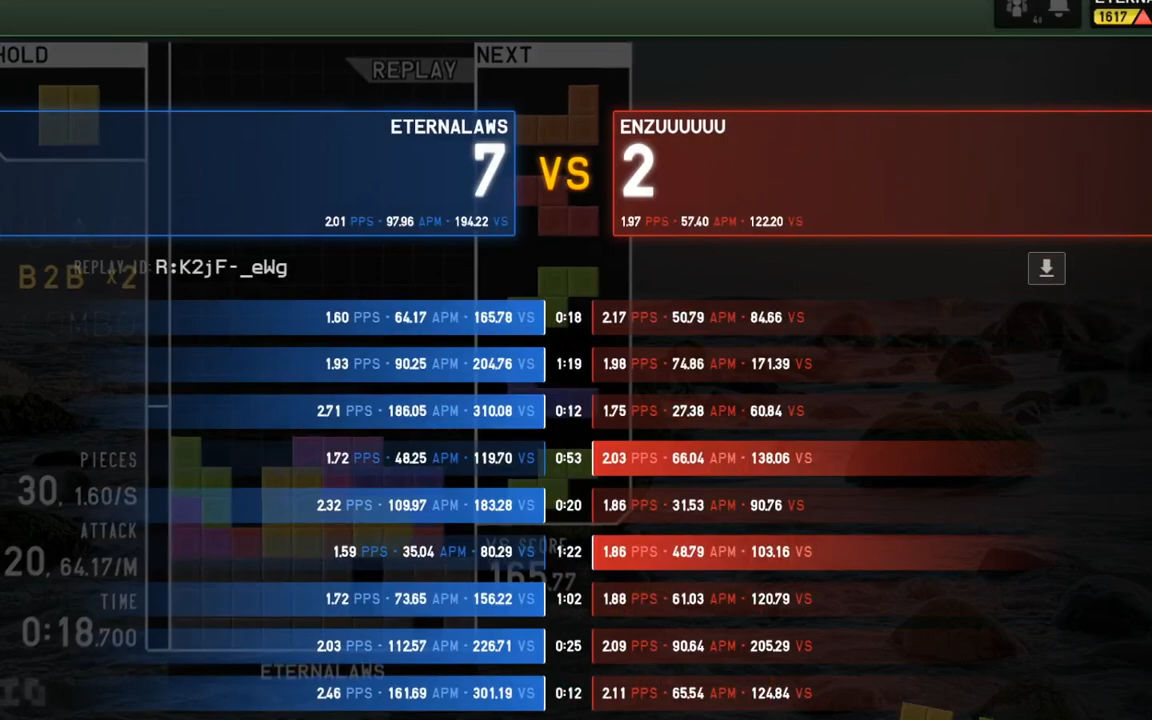 ETERNA
1617
HOLD
REPLAY
NEXT
ETERNALAWS
7
2.01 PPS - 97.96 APM - 194.22 VS
VS
ENZUUUUUU
2
1.97 PPS - 57.40 APM - 122.20 VS
B2B x2
REPLAY ID: R:K2jF-_eWg
1.60 PPS - 64.17 APM - 165.78 VS 0:18 2.17 PPS - 50.79 APM - 84.66 VS
1.93 PPS - 90.25 APM - 204.76 VS 1:19 1.98 PPS - 74.86 APM - 171.39 VS
2.71 PPS - 186.05 APM - 310.08 VS 0:12 1.75 PPS - 27.38 APM - 60.84 VS
1.72 PPS - 48.25 APM - 119.70 VS 0:53 2.03 PPS - 66.04 APM - 138.06 VS
2.32 PPS - 109.97 APM - 183.28 VS 0:20 1.86 PPS - 31.53 APM - 90.76 VS
1.59 PPS - 35.04 APM - 80.29 VS 1:22 1.86 PPS - 48.79 APM - 103.16 VS
1.72 PPS - 73.65 APM - 156.22 VS 1:02 1.88 PPS - 61.03 APM - 120.79 VS
2.03 PPS - 112.57 APM - 226.71 VS 0:25 2.09 PPS - 90.64 APM - 205.29 VS
2.46 PPS - 161.69 APM - 301.19 VS 0:12 2.11 PPS - 65.54 APM - 124.84 VS
PIECES
30, 1.60/S
ATTACK
20, 64.17/M
TIME
0:18.700
VS SCORE
165.77
ETERNALAWS